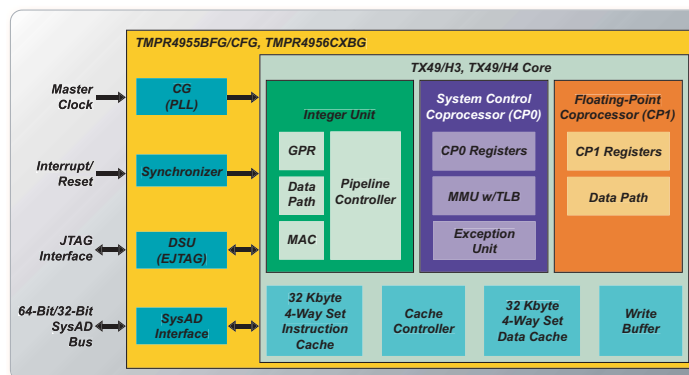 TMPR4955BFG/CFG, TMPR4956CXBG
TX49/H3, TX49/H4 Core
Master
Clock
CG
(PLL)
Interrupt/
Reset
Synchronizer
JTAG
Interface
DSU
(EJTAG)
64-Bit/32-Bit
SysAD
Bus
SysAD
Interface
Integer Unit
GPR
Data
Path
MAC
Pipeline
Controller
System Control
Coprocessor (CP0)
CP0 Registers
MMU w/TLB
Exception
Unit
Floating-Point
Coprocessor (CP1)
CP1 Registers
Data Path
32 Kbyte
4-Way Set
Instruction
Cache
Cache
Controller
32 Kbyte
4-Way Set
Data Cache
Write
Buffer